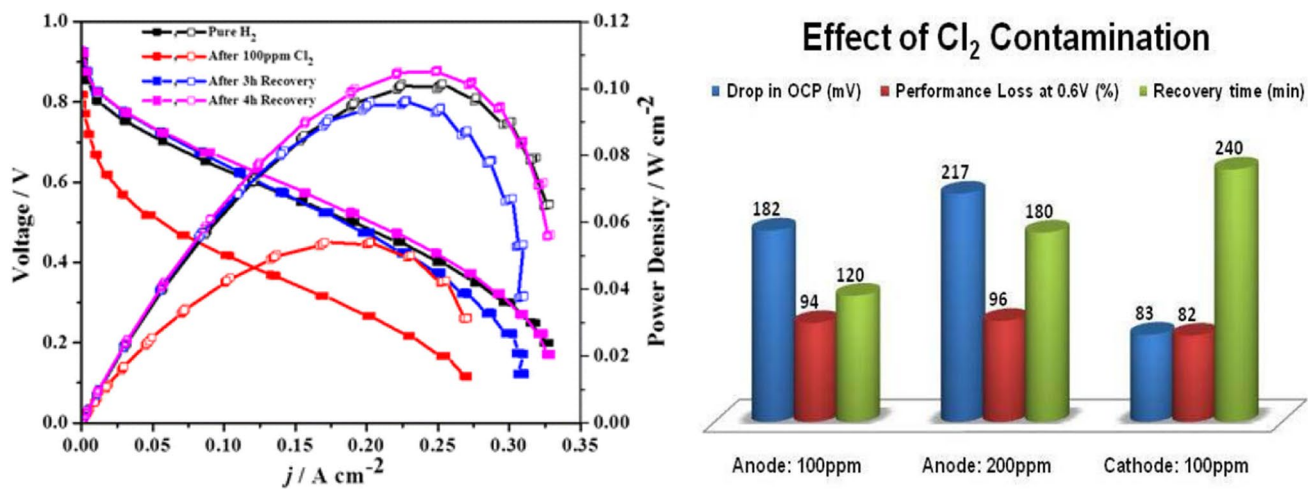 Pure H2
After 100ppm Cl2
After 3h Recovery
After 4h Recovery
Voltage / V
1.0
0.8
0.6
0.4
0.2
0.0
0.12
0.10
0.08
0.06
0.04
0.02
0.00
Power Density / W cm-2
0.00 0.05 0.10 0.15 0.20 0.25 0.30 0.35
j / A cm-2
Effect of Cl2 Contamination
Drop in OCP (mV) Performance Loss at 0.6V (%) Recovery time (min)
182 94 120
217 96 180
83 82 240
Anode: 100ppm Anode: 200ppm Cathode: 100ppm